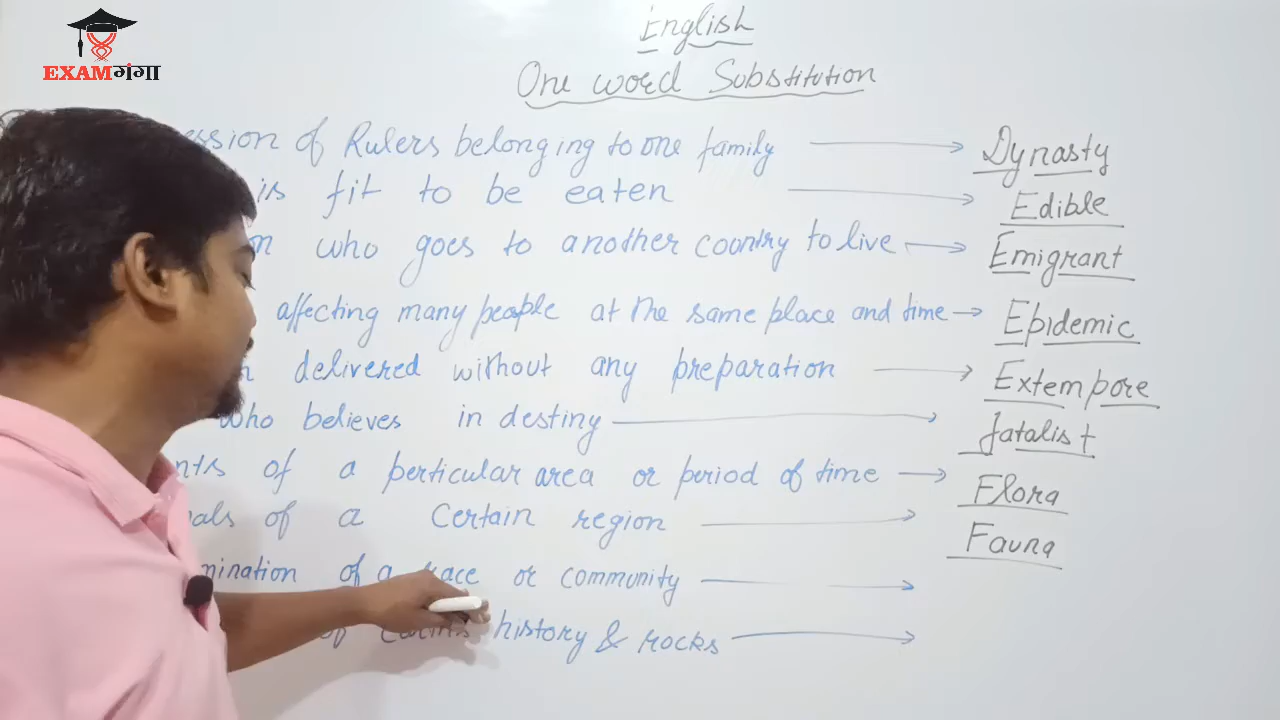 EXAMगंगा
English
One word Substitution
ession of Rulers belonging to one family Dynasty
is fit to be eaten Edible
who goes to another country to live Emigrant
affecting many people at the same place and time Epidemic
delivered without any preparation Extempore
who believes in destiny fatalist
nts of a perticular area or period of time Flora
als of a Certain region Fauna
mination of a race or community
of history & rocks